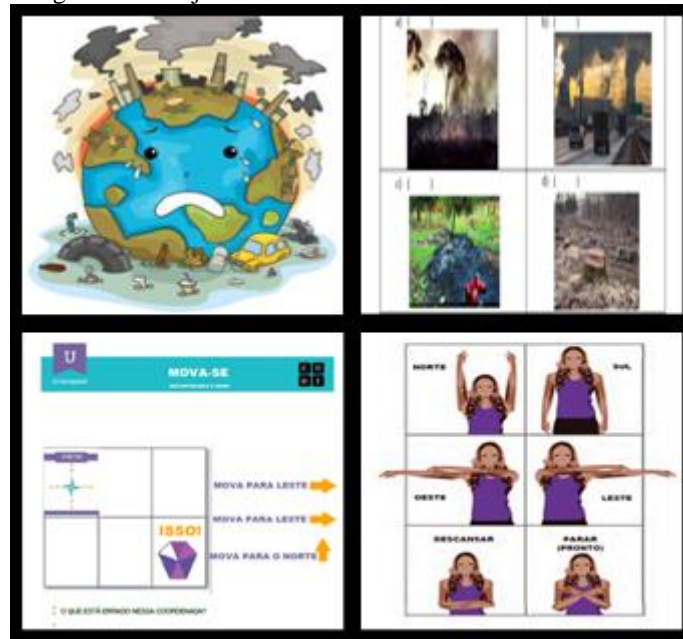 a) ( )
b) ( )
c) ( )
d) ( )
U
MOVA-SE
C O
D E
MOVA PARA LESTE
MOVA PARA LESTE
ISSO!
MOVA PARA O NORTE
O QUE ESTÁ ERRADO NESSA COORDENADA?
NORTE
SUL
OESTE
LESTE
DESCANSAR
PARAR
(PRONTO)